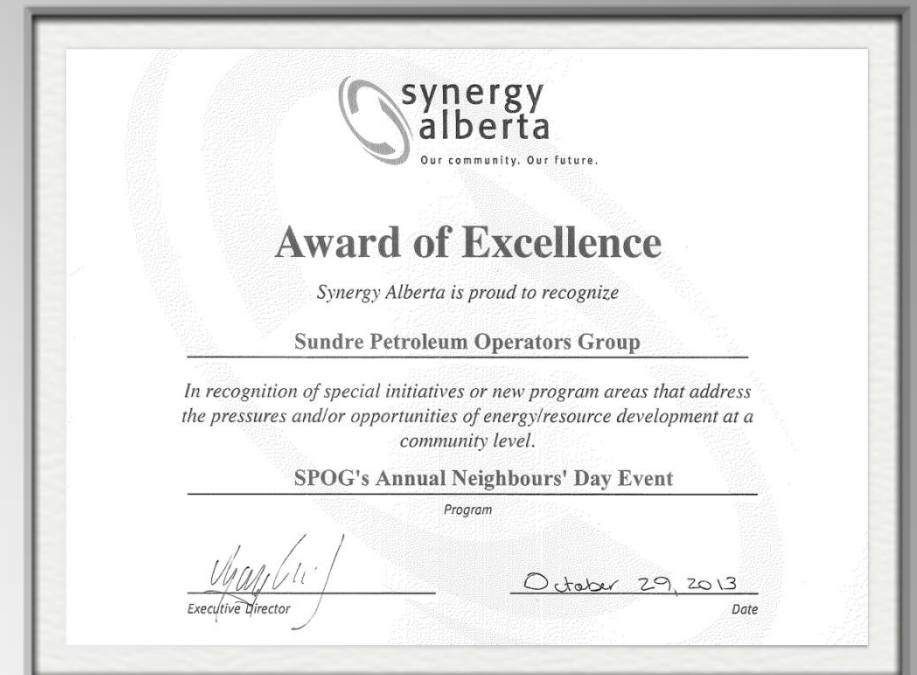 synergy
alberta
Our community. Our future.
Award of Excellence
Synergy Alberta is proud to recognize
Sundre Petroleum Operators Group
In recognition of special initiatives or new program areas that address
the pressures and/or opportunities of energy/resource development at a
community level.
SPOG's Annual Neighbours' Day Event
Program
October 29, 2013
Executive Director
Date